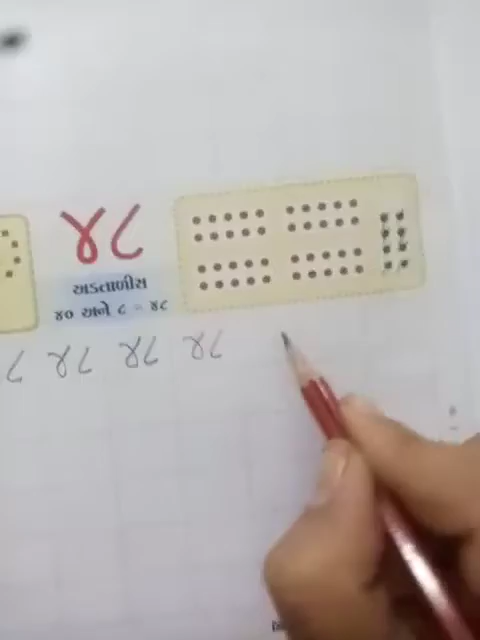 ૪૮
અડતાળીસ
૪૦ અને ૮ = ૪૮
૮ ૪૮ ૪૮ ૪૮